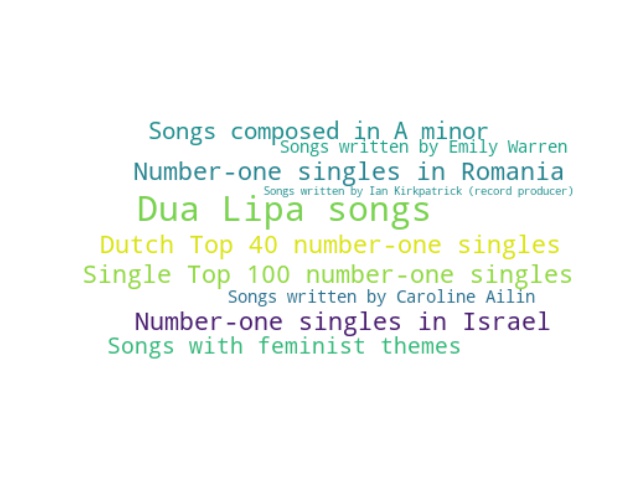 Songs composed in A minor
Songs written by Emily Warren
Number-one singles in Romania
Songs written by Ian Kirkpatrick (record producer)
Dua Lipa songs
Dutch Top 40 number-one singles
Single Top 100 number-one singles
Songs written by Caroline Ailin
Number-one singles in Israel
Songs with feminist themes